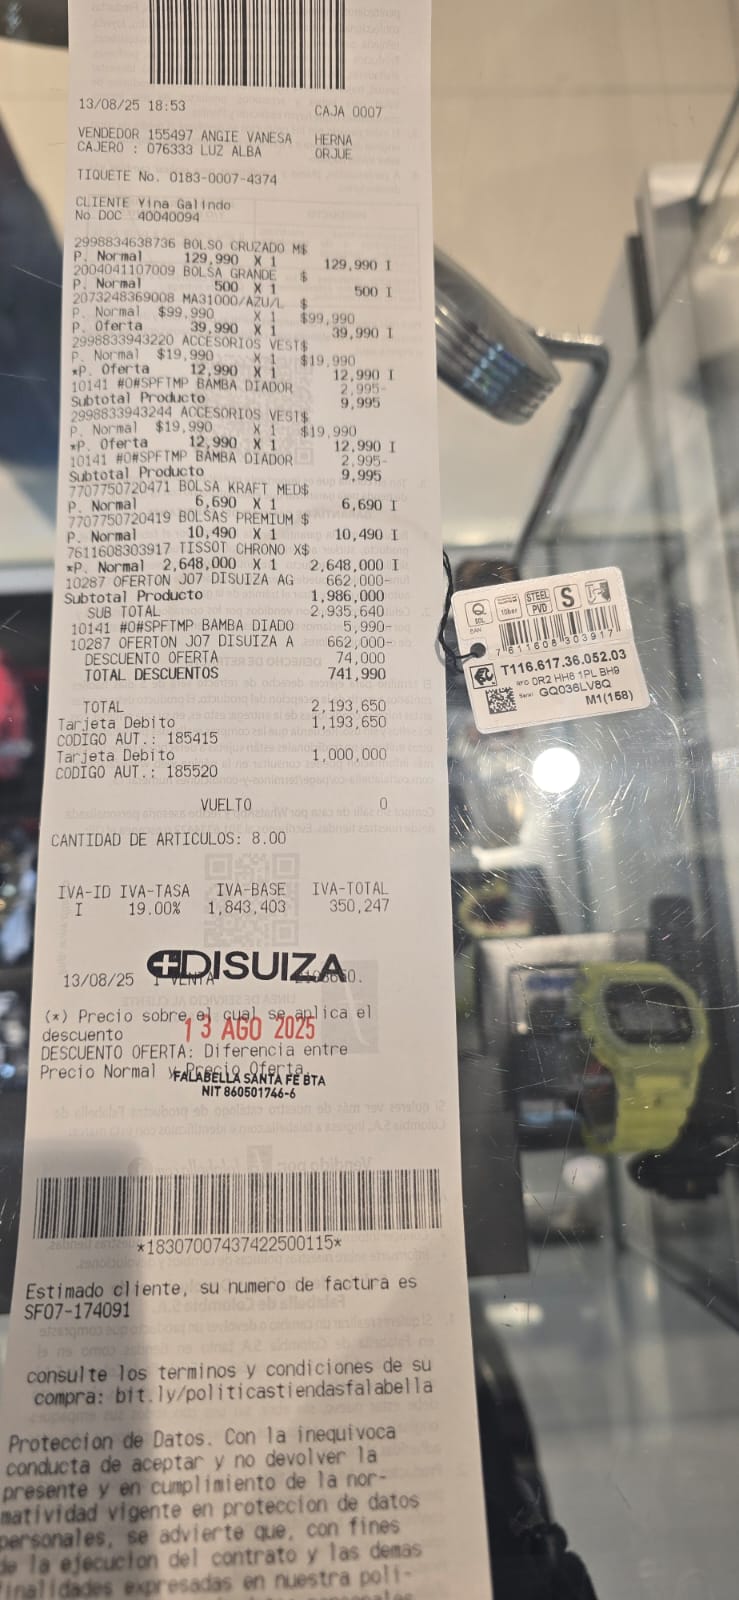 13/08/25 18:53 CAJA 0007
VENDEDOR 155497 ANGIE VANESA HERNA
CAJERO : 076333 LUZ ALBA ORJUE
TIQUETE No. 0183-0007-4374
CLIENTE Yina Galindo
No DOC 40040094
2998834638736 BOLSO CRUZADO M$
P. Normal 129,990 X 1 129,990 I
2004041107009 BOLSA GRANDE $
P. Normal 500 X 1 500 I
2073248369008 MA31000/AZU/L $
P. Normal $99,990 X 1 $99,990
P. Oferta 39,990 X 1 39,990 I
2998833943220 ACCESORIOS VEST$
P. Normal $19,990 X 1 $19,990
*P. Oferta 12,990 X 1 12,990 I
10141 #O#SPFTMP BAMBA DIADOR 2,995-
Subtotal Producto 9,995
2998833943244 ACCESORIOS VEST$
P. Normal $19,990 X 1 $19,990
*P. Oferta 12,990 X 1 12,990 I
10141 #O#SPFTMP BAMBA DIADOR 2,995-
Subtotal Producto 9,995
7707750720471 BOLSA KRAFT MED$
P. Normal 6,690 X 1 6,690 I
7707750720419 BOLSAS PREMIUM $
P. Normal 10,490 X 1 10,490 I
7611608303917 TISSOT CHRONO X$
*P. Normal 2,648,000 X 1 2,648,000 I
10287 OFERTON J07 DISUIZA AG 662,000-
Subtotal Producto 1,986,000
SUB TOTAL 2,935,640
10141 #O#SPFTMP BAMBA DIADO 5,990-
10287 OFERTON J07 DISUIZA A 662,000-
DESCUENTO OFERTA 74,000
TOTAL DESCUENTOS 741,990
TOTAL 2,193,650
Tarjeta Debito 1,193,650
CODIGO AUT.: 185415
Tarjeta Debito 1,000,000
CODIGO AUT.: 185520
VUELTO 0
CANTIDAD DE ARTICULOS: 8.00
IVA-ID IVA-TASA IVA-BASE IVA-TOTAL
I 19.00% 1,843,403 350,247
DISUIZA
13/08/25 1 VENTA
(*) Precio sobre el cual se aplica el
descuento
13 AGO 2025
DESCUENTO OFERTA: Diferencia entre
Precio Normal y Precio Oferta.
FALABELLA SANTA FE BTA
NIT 860501746-6
*18307007437422500115*
Estimado cliente, su numero de factura es
SF07-174091
consulte los terminos y condiciones de su
compra: bit.ly/politicastiendasfalabella
Proteccion de Datos. Con la inequivoca
conducta de aceptar y no devolver la
presente y en cumplimiento de la nor-
matividad vigente en proteccion de datos
personales, se advierte que, con fines
de la ejecucion del contrato y las demas
finalidades expresadas en nuestra poli-
STEEL
PVD
S
10bar
EAN
7611608303917
T116.617.36.052.03
RFID 0R2 HH8 1PL BH9
Serial GQ036LV8Q
M1(158)